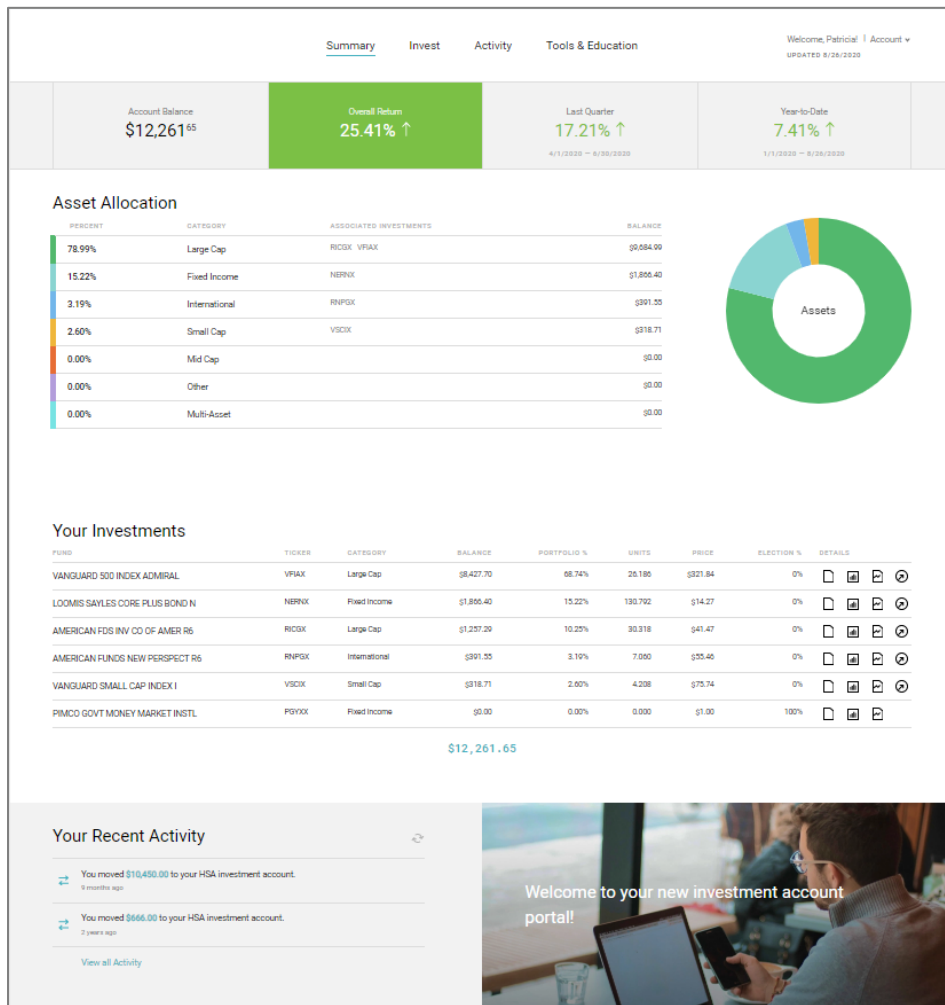 Summary Invest Activity Tools & Education
Welcome, Patricia! | Account
UPDATED 8/26/2020
Account Balance
$12,261⁶⁵
Overall Return
25.41% ↑
Last Quarter
17.21% ↑
4/1/2020 — 6/30/2020
Year-to-Date
7.41% ↑
1/1/2020 — 8/26/2020
Asset Allocation
PERCENT CATEGORY ASSOCIATED INVESTMENTS BALANCE
78.99% Large Cap RICGX VFIAX $9,684.99
15.22% Fixed Income NERNX $1,866.40
3.19% International RNPGX $391.55
2.60% Small Cap VSCIX $318.71
0.00% Mid Cap $0.00
0.00% Other $0.00
0.00% Multi-Asset $0.00
Assets
Your Investments
FUND TICKER CATEGORY BALANCE PORTFOLIO % UNITS PRICE ELECTION % DETAILS
VANGUARD 500 INDEX ADMIRAL VFIAX Large Cap $8,427.70 68.74% 26.186 $321.84 0%
LOOMIS SAYLES CORE PLUS BOND N NERNX Fixed Income $1,866.40 15.22% 130.792 $14.27 0%
AMERICAN FDS INV CO OF AMER R6 RICGX Large Cap $1,257.29 10.25% 30.318 $41.47 0%
AMERICAN FUNDS NEW PERSPECT R6 RNPGX International $391.55 3.19% 7.060 $55.46 0%
VANGUARD SMALL CAP INDEX I VSCIX Small Cap $318.71 2.60% 4.208 $75.74 0%
PIMCO GOVT MONEY MARKET INSTL PGYXX Fixed Income $0.00 0.00% 0.000 $1.00 100%
$12,261.65
Your Recent Activity
You moved $10,450.00 to your HSA investment account.
9 months ago
You moved $666.00 to your HSA investment account.
2 years ago
View all Activity
Welcome to your new investment account
portal!